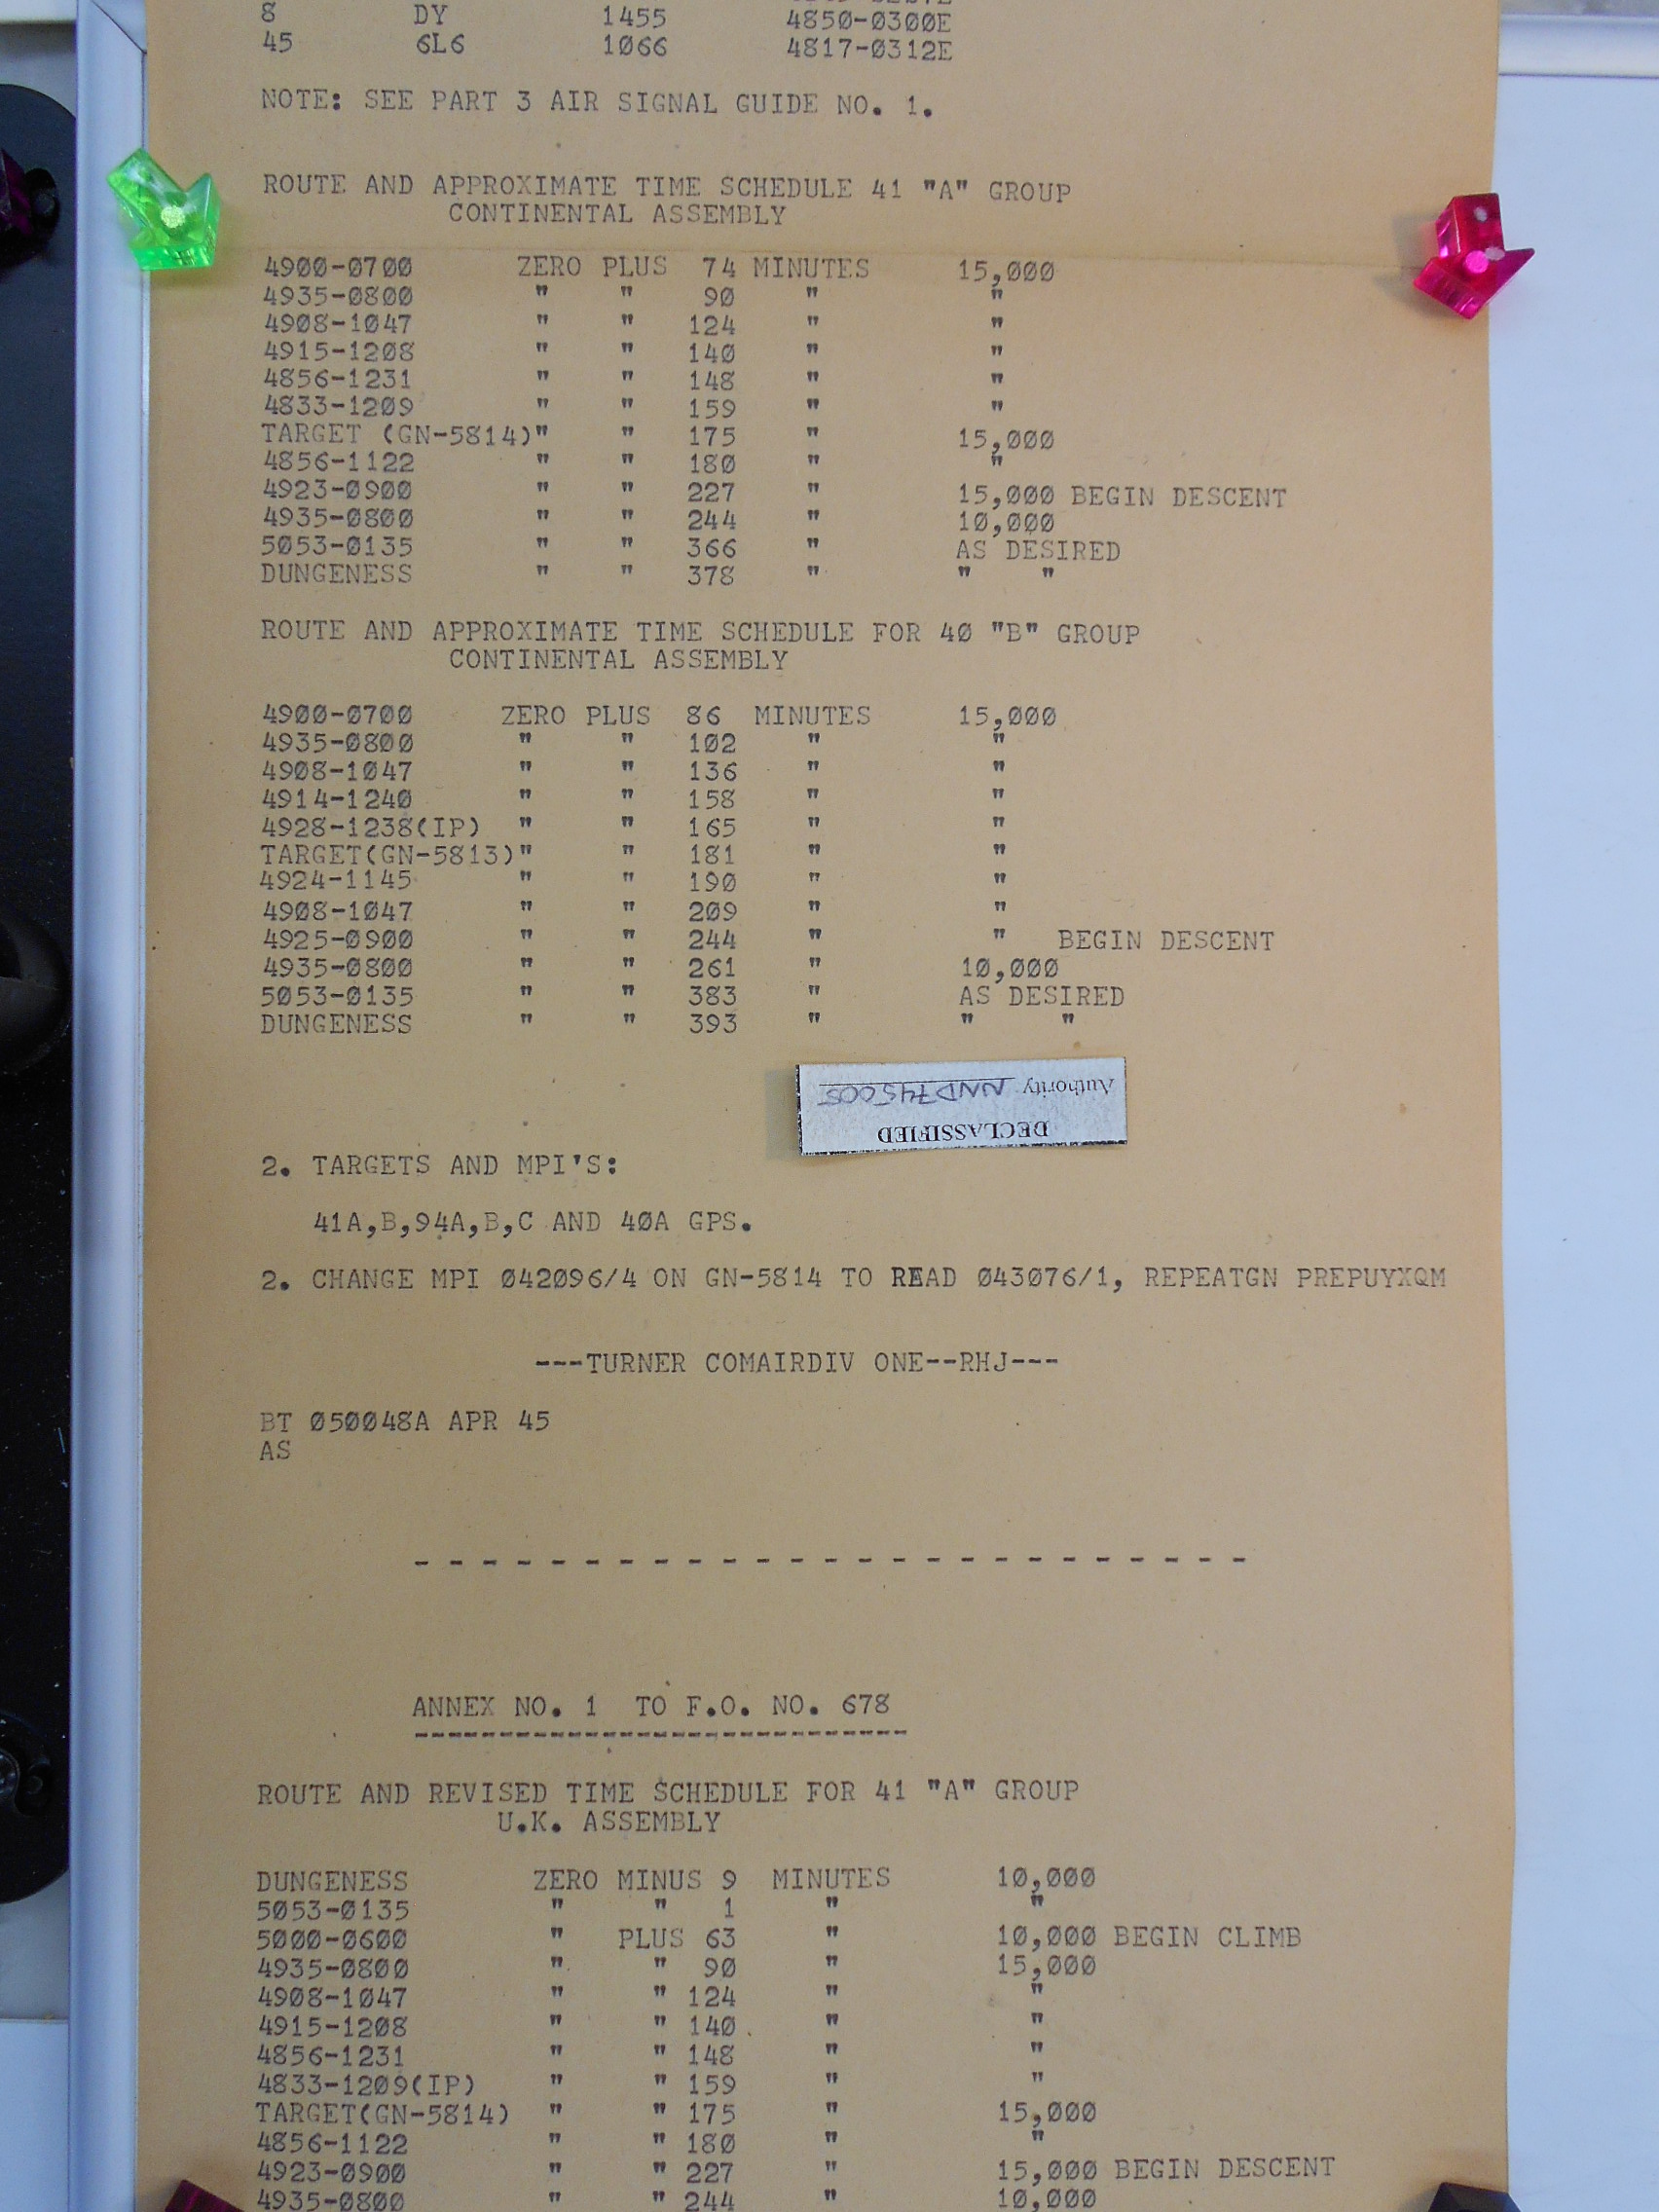 8 DY 1455 4850-0300E
45 6L6 1066 4817-0312E
NOTE: SEE PART 3 AIR SIGNAL GUIDE NO. 1.
ROUTE AND APPROXIMATE TIME SCHEDULE 41 "A" GROUP
CONTINENTAL ASSEMBLY
4900-0700 ZERO PLUS 74 MINUTES 15,000
4935-0800 " " 90 " "
4908-1047 " " 124 " "
4915-1208 " " 140 " "
4856-1231 " " 148 " "
4833-1209 " " 159 " "
TARGET (GN-5814)" " 175 " 15,000
4856-1122 " " 180 " "
4923-0900 " " 227 " 15,000 BEGIN DESCENT
4935-0800 " " 244 " 10,000
5053-0135 " " 366 " AS DESIRED
DUNGENESS " " 378 " " "
ROUTE AND APPROXIMATE TIME SCHEDULE FOR 40 "B" GROUP
CONTINENTAL ASSEMBLY
4900-0700 ZERO PLUS 86 MINUTES 15,000
4935-0800 " " 102 " "
4908-1047 " " 136 " "
4914-1240 " " 158 " "
4928-1238(IP) " " 165 " "
TARGET(GN-5813)" " 181 " "
4924-1145 " " 190 " "
4908-1047 " " 209 " "
4925-0900 " " 244 " " BEGIN DESCENT
4935-0800 " " 261 " 10,000
5053-0135 " " 383 " AS DESIRED
DUNGENESS " " 393 " " "
DECLASSIFIED
Authority NND745005
2. TARGETS AND MPI'S:
41A,B,94A,B,C AND 40A GPS.
2. CHANGE MPI 042096/4 ON GN-5814 TO READ 043076/1, REPEATGN PREPUYXQM
---TURNER COMAIRDIV ONE--RHJ---
BT 050048A APR 45
AS
- - - - - - - - - - - - - - - - - - - - - - - - -
ANNEX NO. 1 TO F.O. NO. 678
-----------------------------
ROUTE AND REVISED TIME SCHEDULE FOR 41 "A" GROUP
U.K. ASSEMBLY
DUNGENESS ZERO MINUS 9 MINUTES 10,000
5053-0135 " " 1 " "
5000-0600 " PLUS 63 " 10,000 BEGIN CLIMB
4935-0800 " " 90 " 15,000
4908-1047 " " 124 " "
4915-1208 " " 140 " "
4856-1231 " " 148 " "
4833-1209(IP) " " 159 " "
TARGET(GN-5814) " " 175 " 15,000
4856-1122 " " 180 " "
4923-0900 " " 227 " 15,000 BEGIN DESCENT
4935-0800 " " 244 " 10,000